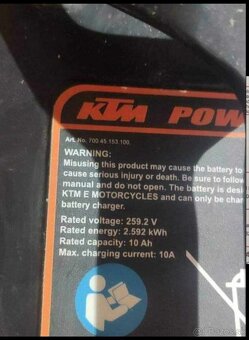 KTM POW
Art. No. 700.45.153.100.
WARNING:
Misusing this product may cause the battery to
cause serious injury or death. Be sure to follow
manual and do not open. The battery is desi
KTM E MOTORCYCLES and can only be char
battery charger.
Rated voltage: 259.2 V
Rated energy: 2.592 kWh
Rated capacity: 10 Ah
Max. charging current: 10A